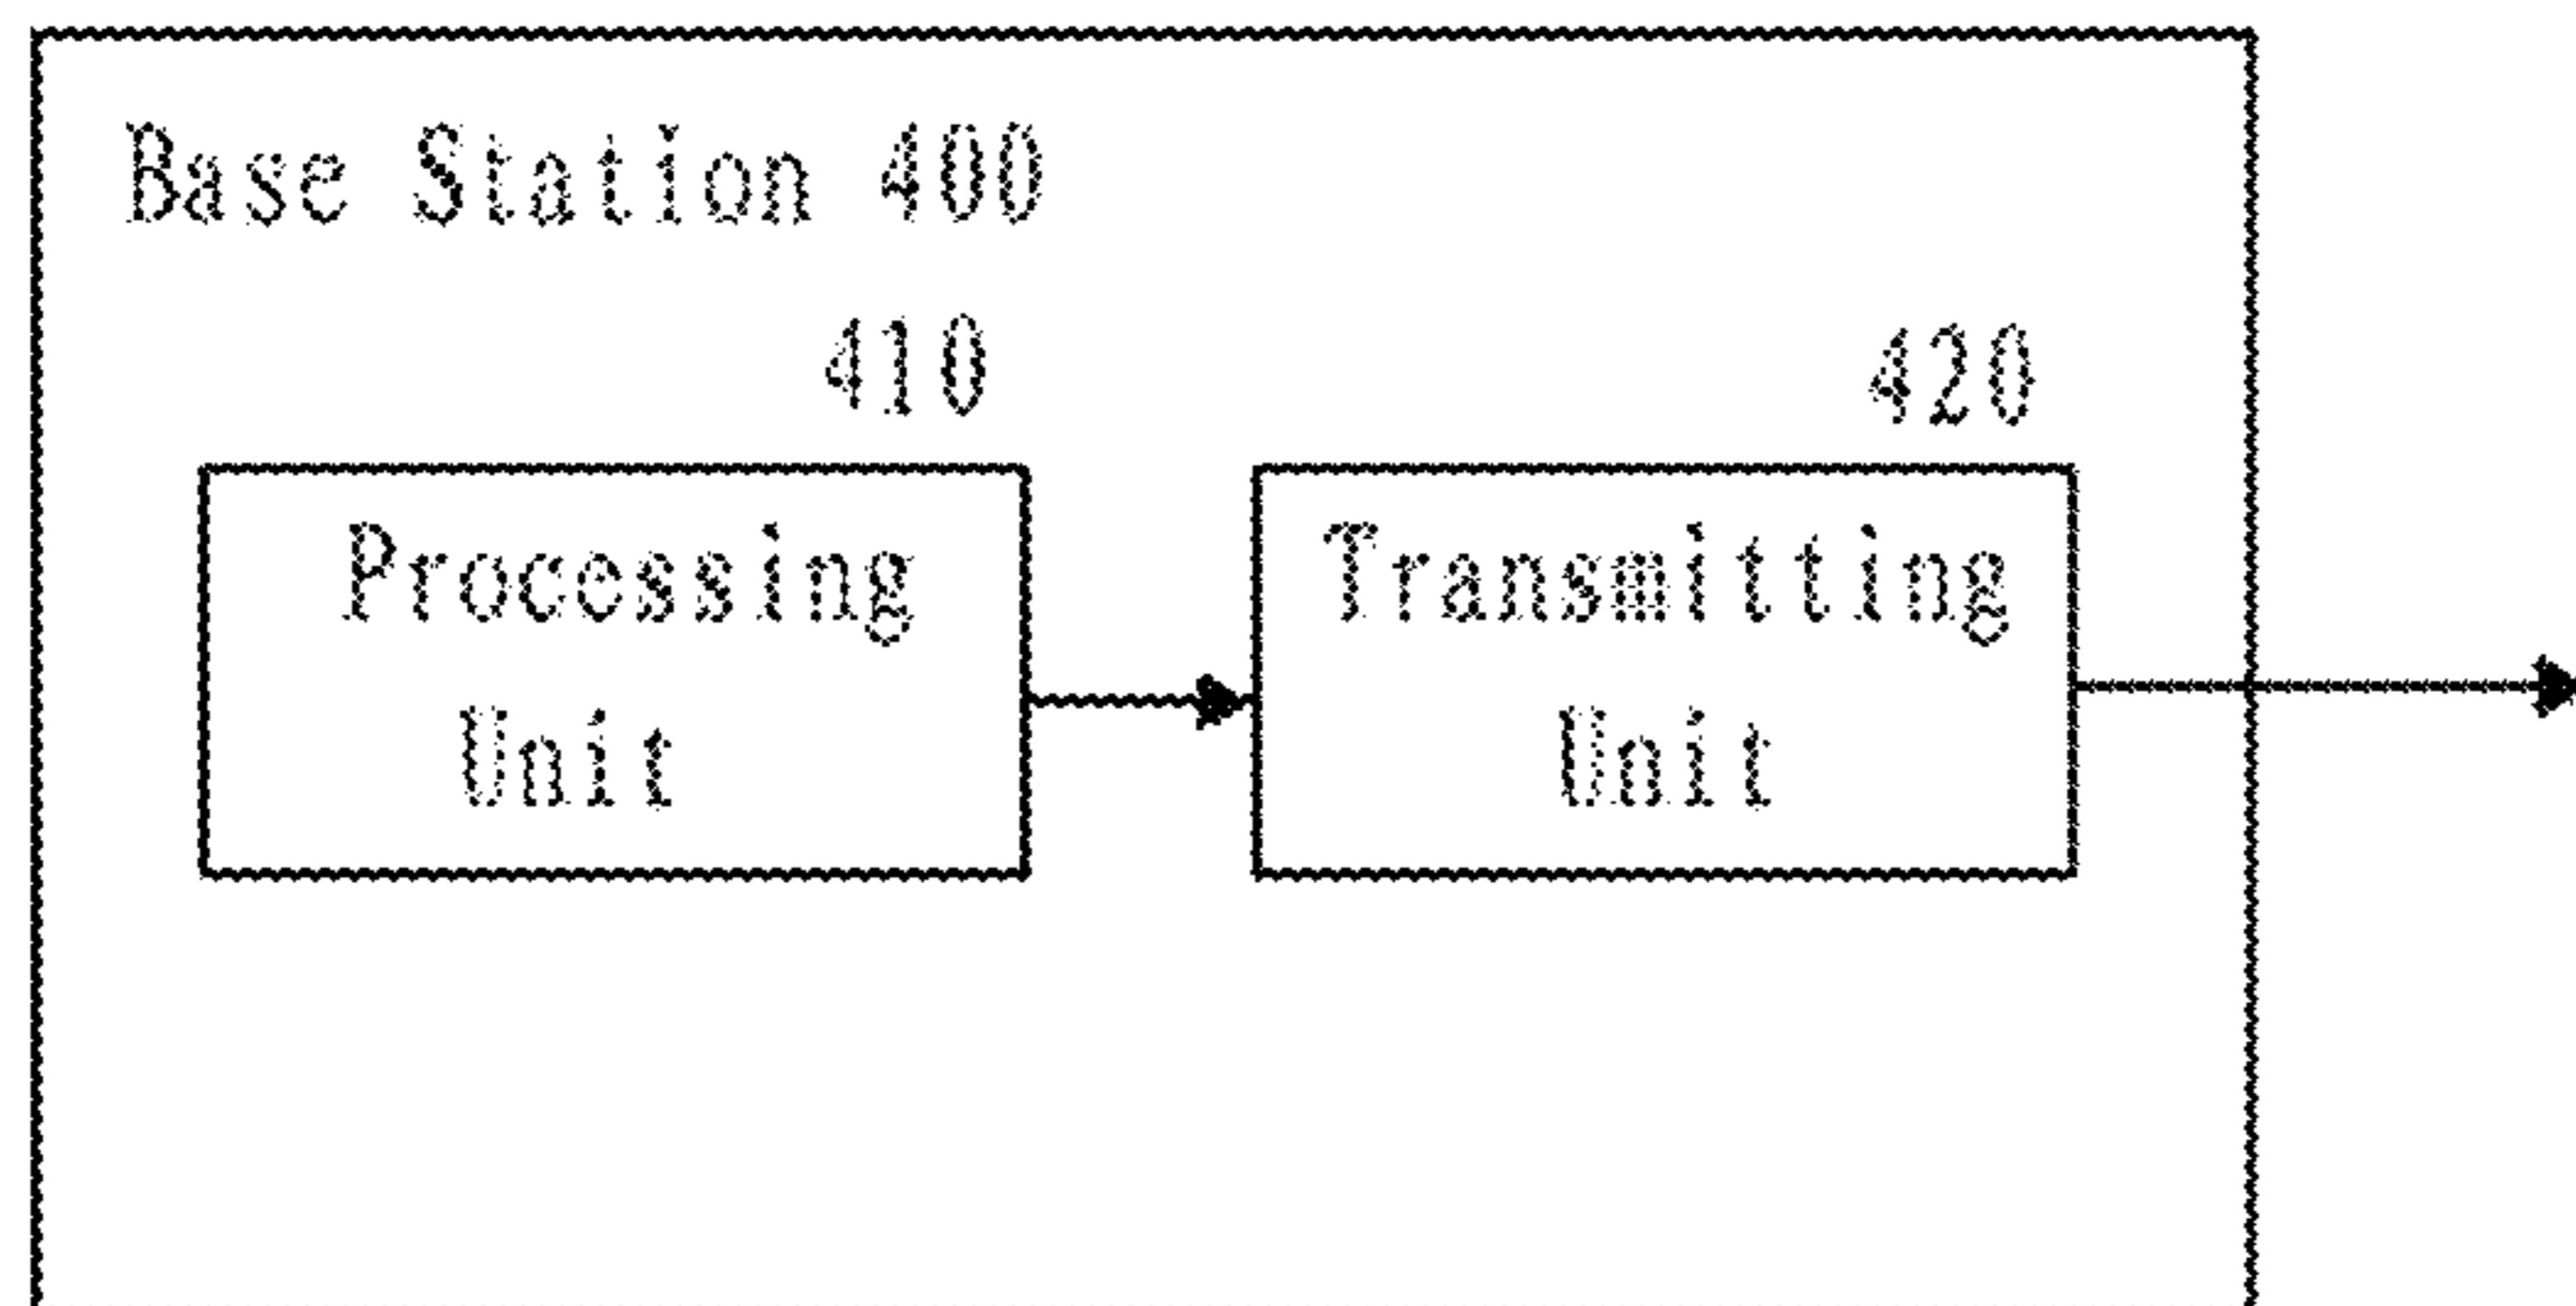 Base Station 400
410
420
Processing
Unit
Transmitting
Unit